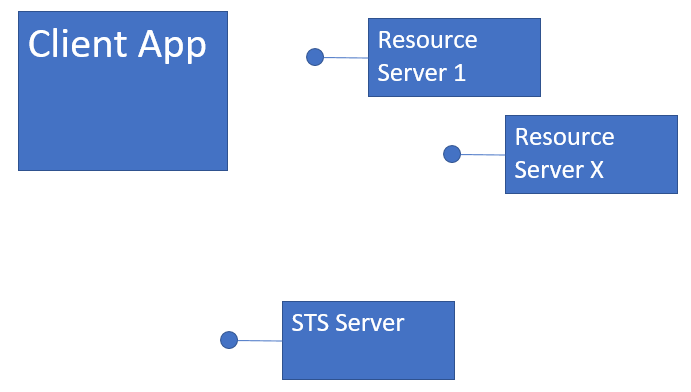 Client App
Resource
Server 1
Resource
Server X
STS Server